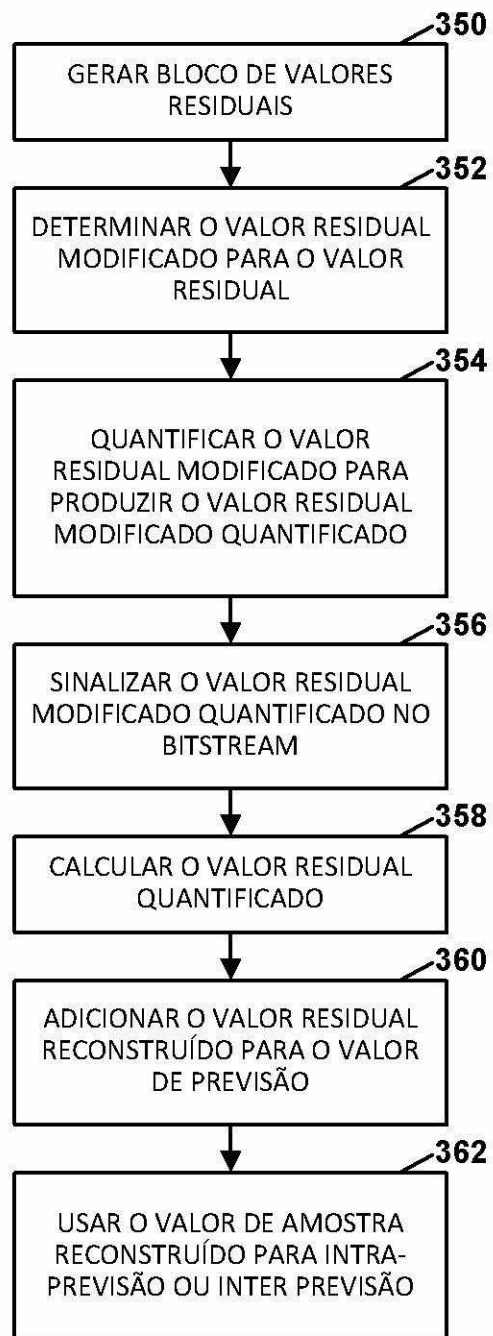 350
GERAR BLOCO DE VALORES
RESIDUAIS
352
DETERMINAR O VALOR RESIDUAL
MODIFICADO PARA O VALOR
RESIDUAL
354
QUANTIFICAR O VALOR
RESIDUAL MODIFICADO PARA
PRODUZIR O VALOR RESIDUAL
MODIFICADO QUANTIFICADO
356
SINALIZAR O VALOR RESIDUAL
MODIFICADO QUANTIFICADO NO
BITSTREAM
358
CALCULAR O VALOR RESIDUAL
QUANTIFICADO
360
ADICIONAR O VALOR RESIDUAL
RECONSTRUÍDO PARA O VALOR
DE PREVISÃO
362
USAR O VALOR DE AMOSTRA
RECONSTRUÍDO PARA INTRA-
PREVISÃO OU INTER PREVISÃO